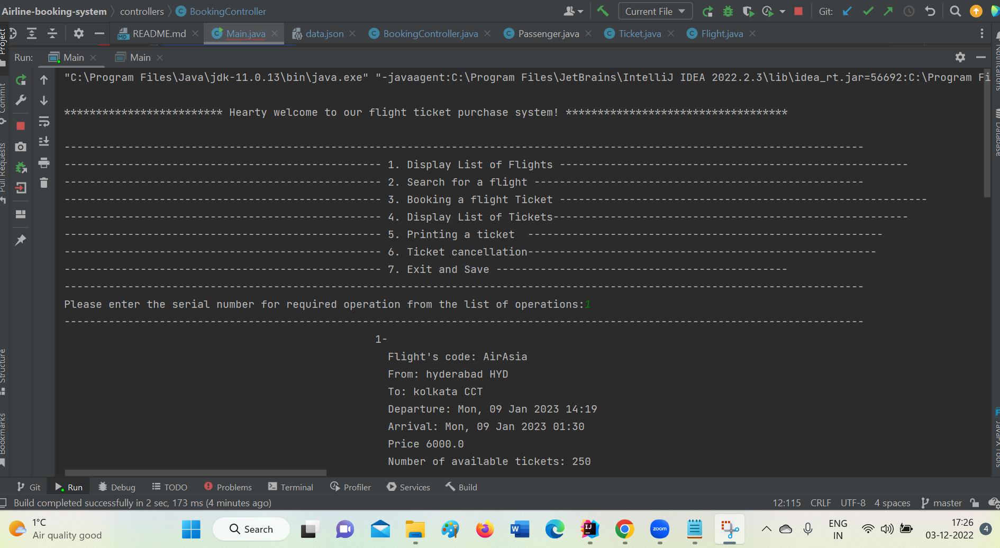 Airline-booking-system controllers BookingController Current File Git:
README.md Main.java data.json BookingController.java Passenger.java Ticket.java Flight.java
Run: Main Main
"C:\Program Files\Java\jdk-11.0.13\bin\java.exe" "-javaagent:C:\Program Files\JetBrains\IntelliJ IDEA 2022.2.3\lib\idea_rt.jar=56692:C:\Program Fi
************************* Hearty welcome to our flight ticket purchase system! ***********************************
------------------------------------------------------------------------------------------------------------------------------
-------------------------------------------------- 1. Display List of Flights -------------------------------------------------------
-------------------------------------------------- 2. Search for a flight ----------------------------------------------------
-------------------------------------------------- 3. Booking a flight Ticket ----------------------------------------------------------
-------------------------------------------------- 4. Display List of Tickets--------------------------------------------------------
-------------------------------------------------- 5. Printing a ticket  --------------------------------------------------------
-------------------------------------------------- 6. Ticket cancellation-------------------------------------------------------
-------------------------------------------------- 7. Exit and Save ----------------------------------------------
------------------------------------------------------------------------------------------------------------------------------
Please enter the serial number for required operation from the list of operations:1
------------------------------------------------------------------------------------------------------------------------------
1-
Flight's code: AirAsia
From: hyderabad HYD
To: kolkata CCT
Departure: Mon, 09 Jan 2023 14:19
Arrival: Mon, 09 Jan 2023 01:30
Price 6000.0
Number of available tickets: 250
Project
Commit
Pull Requests
Structure
Bookmarks
Notifications
Database
JavaFX Tools
Git Run Debug TODO Problems Terminal Profiler Services Build
Build completed successfully in 2 sec, 173 ms (4 minutes ago) 12:115 CRLF UTF-8 4 spaces master
1°C
Air quality good
Search
zoom
ENG
IN
17:26
03-12-2022
4